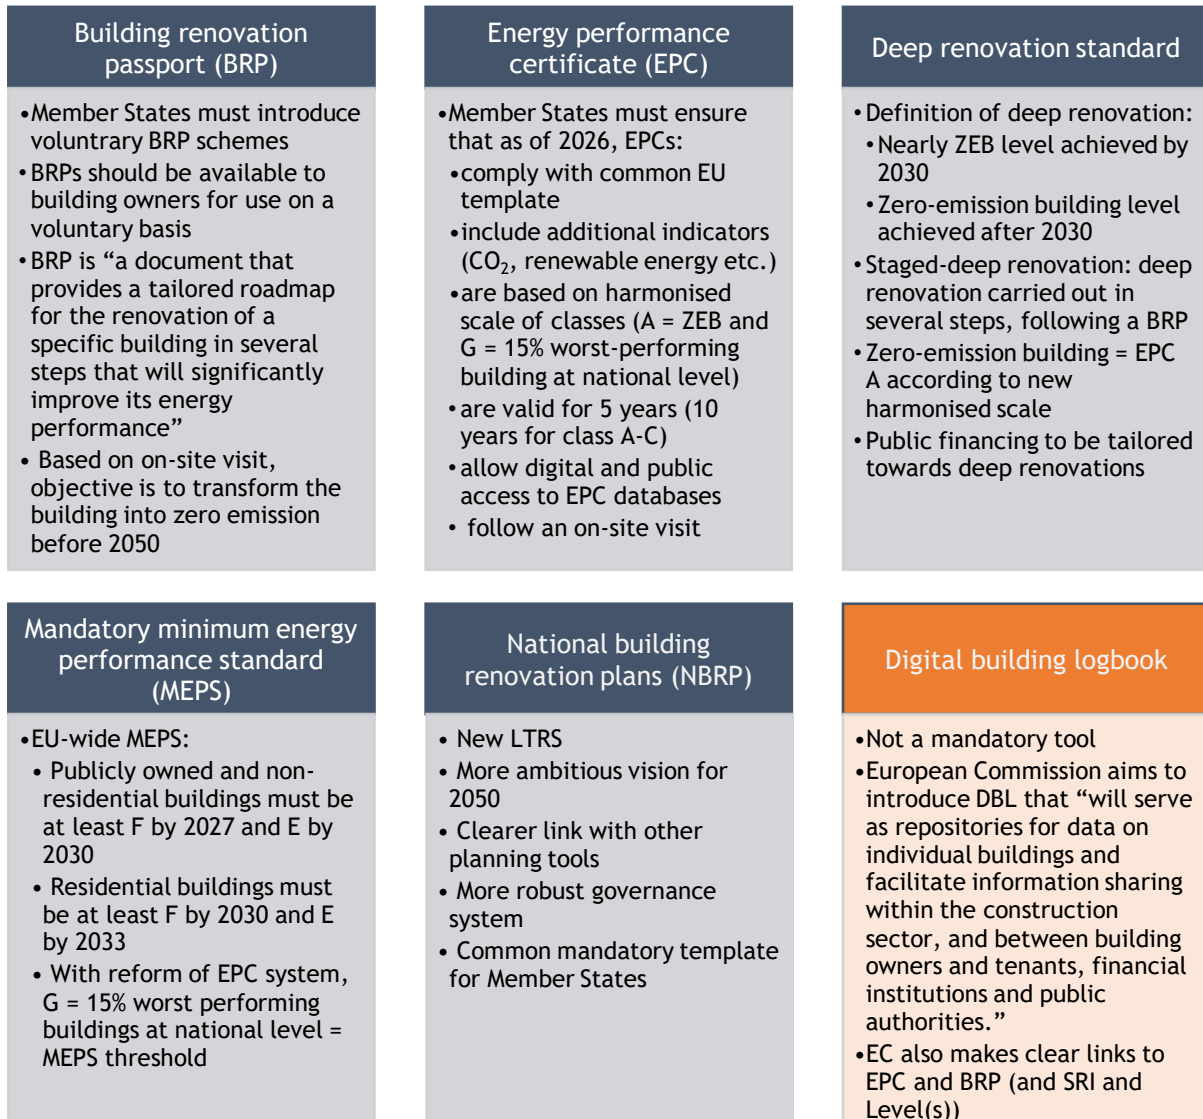 Building renovation
passport (BRP)
•Member States must introduce
voluntrary BRP schemes
• BRPs should be available to
building owners for use on a
voluntary basis
• BRP is “a document that
provides a tailored roadmap
for the renovation of a
specific building in several
steps that will significantly
improve its energy
performance”
• Based on on-site visit,
objective is to transform the
building into zero emission
before 2050
Energy performance
certificate (EPC)
•Member States must ensure
that as of 2026, EPCs:
•comply with common EU
template
•include additional indicators
(CO₂, renewable energy etc.)
•are based on harmonised
scale of classes (A = ZEB and
G = 15% worst-performing
building at national level)
• are valid for 5 years (10
years for class A-C)
•allow digital and public
access to EPC databases
• follow an on-site visit
Deep renovation standard
• Definition of deep renovation:
• Nearly ZEB level achieved by
2030
• Zero-emission building level
achieved after 2030
• Staged-deep renovation: deep
renovation carried out in
several steps, following a BRP
• Zero-emission building = EPC
A according to new
harmonised scale
• Public financing to be tailored
towards deep renovations
Mandatory minimum energy
performance standard
(MEPS)
•EU-wide MEPS:
• Publicly owned and non-
residential buildings must be
at least F by 2027 and E by
2030
• Residential buildings must
be at least F by 2030 and E
by 2033
• With reform of EPC system,
G = 15% worst performing
buildings at national level =
MEPS threshold
National building
renovation plans (NBRP)
• New LTRS
• More ambitious vision for
2050
• Clearer link with other
planning tools
• More robust governance
system
• Common mandatory template
for Member States
Digital building logbook
•Not a mandatory tool
•European Commission aims to
introduce DBL that “will serve
as repositories for data on
individual buildings and
facilitate information sharing
within the construction
sector, and between building
owners and tenants, financial
institutions and public
authorities.”
•EC also makes clear links to
EPC and BRP (and SRI and
Level(s))